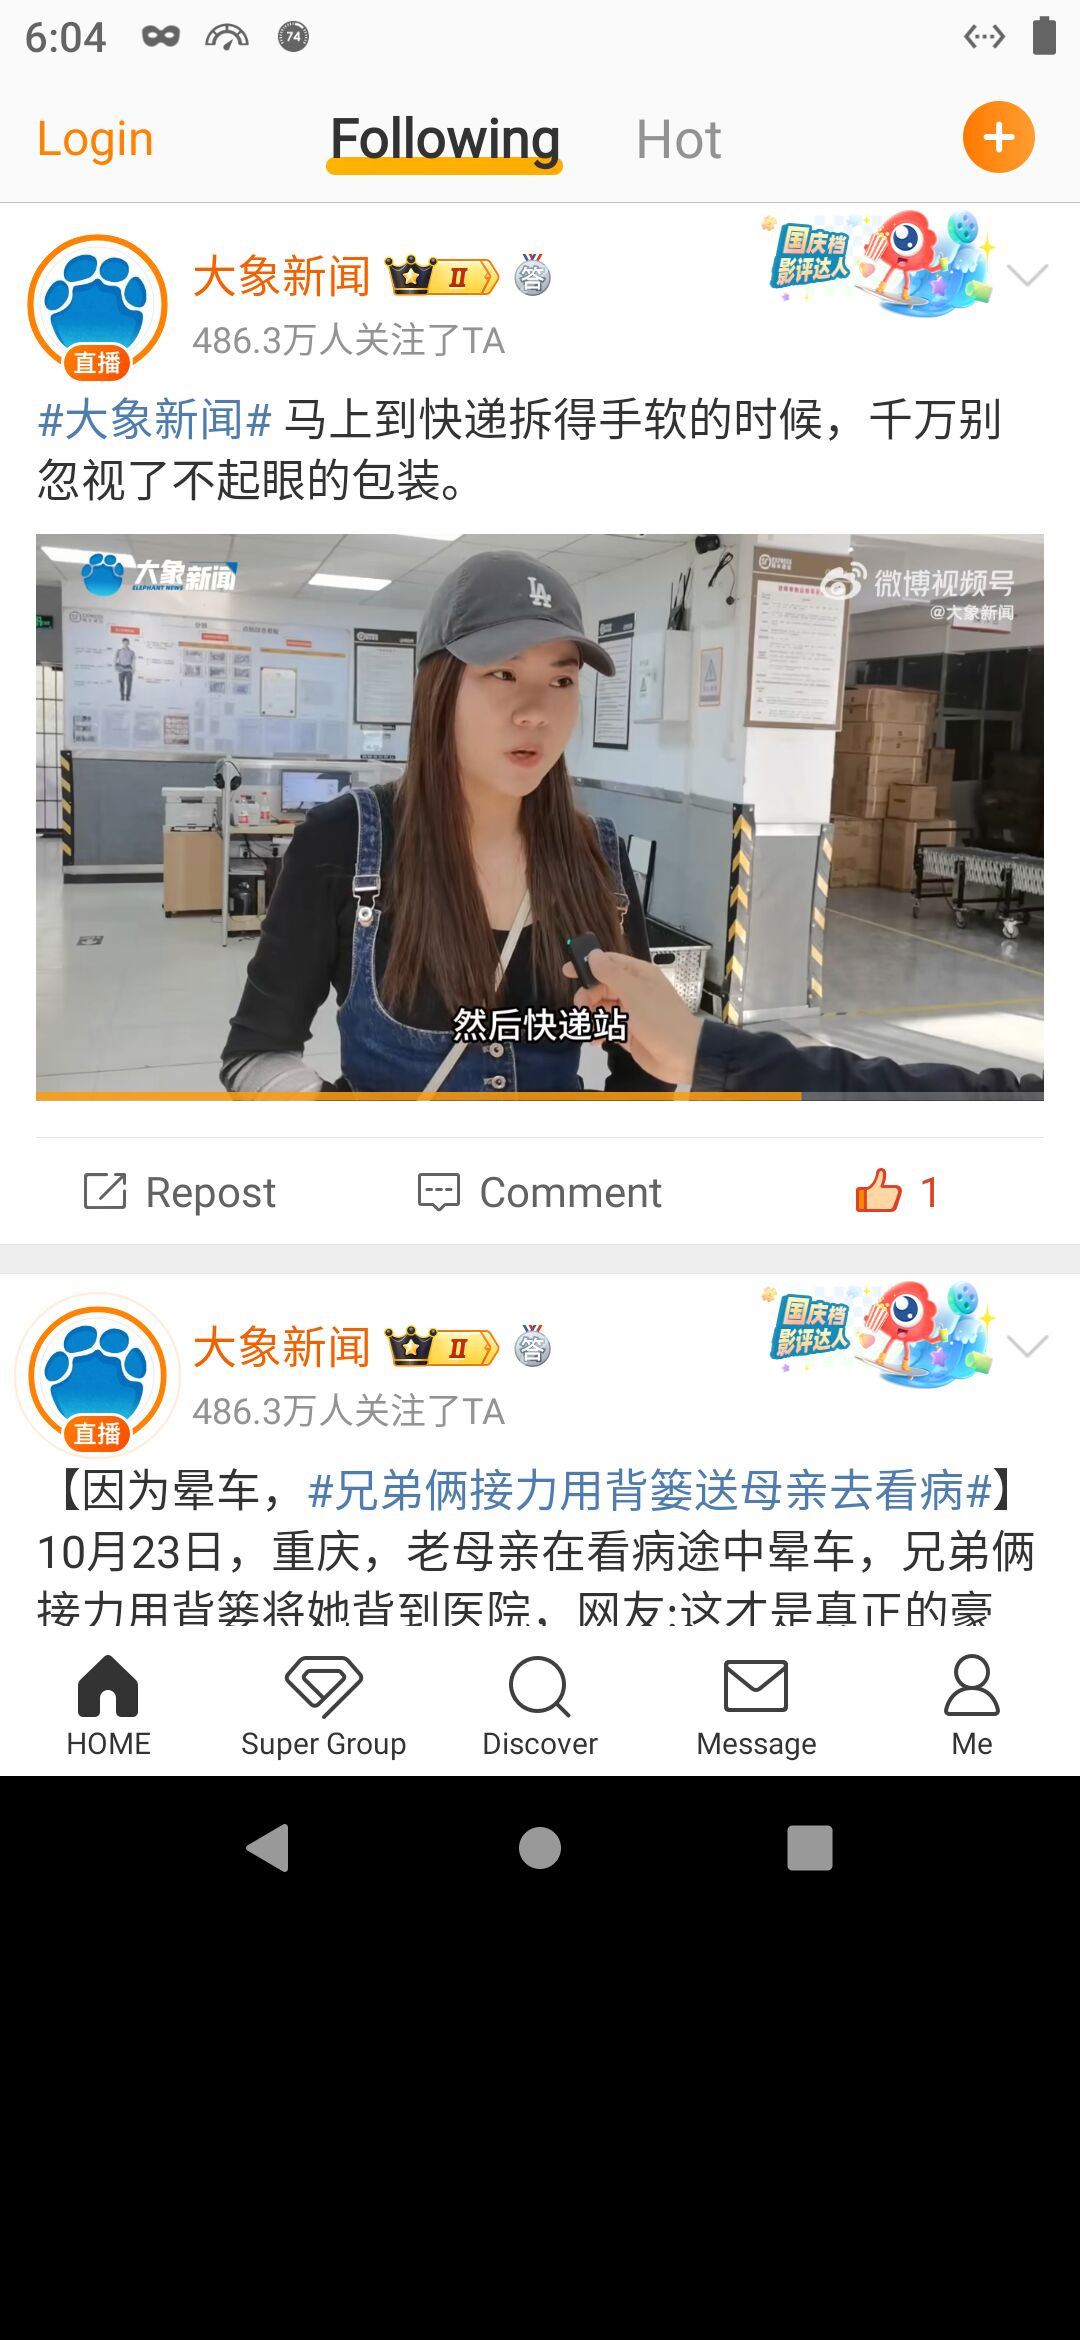 6:04
74
Login
Following
Hot
大象新闻
II
答
国庆档
影评达人
486.3万人关注了TA
直播
#大象新闻# 马上到快递拆得手软的时候，千万别
忽视了不起眼的包装。
大象新闻
ELEPHANT NEWS
微博视频号
@大象新闻
LA
然后快递站
Repost
Comment
1
大象新闻
II
答
国庆档
影评达人
486.3万人关注了TA
直播
【因为晕车，#兄弟俩接力用背篓送母亲去看病#】
10月23日，重庆，老母亲在看病途中晕车，兄弟俩
接力用背篓将她背到医院，网友:这才是真正的豪
HOME
Super Group
Discover
Message
Me